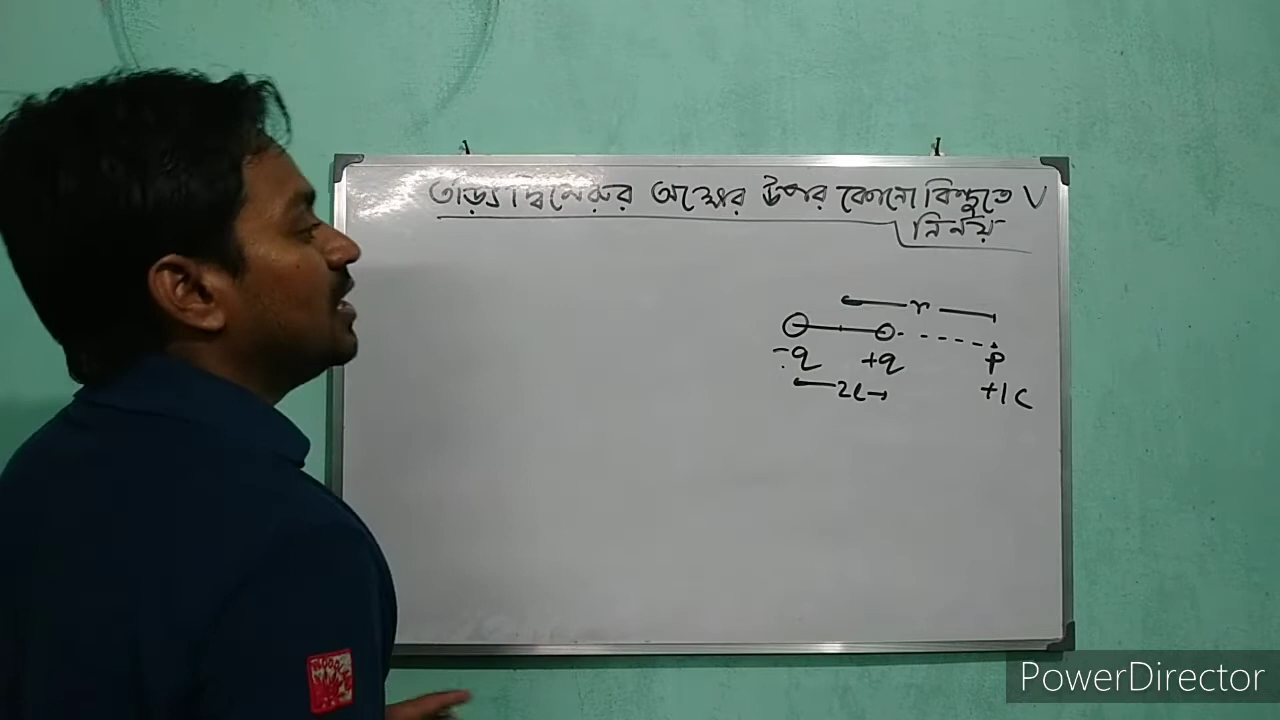 তড়িৎ দ্বিমেরুর অক্ষের উপর কোনো বিন্দুতে V
নির্ণয়
r
-q +q P
2l +1C
PowerDirector